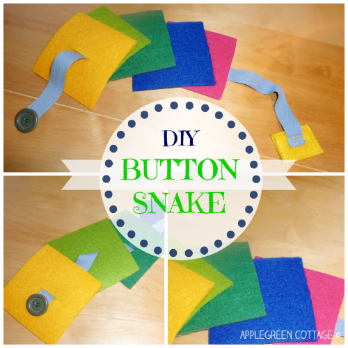 DIY
BUTTON
SNAKE
APPLEGREEN COTTAGE